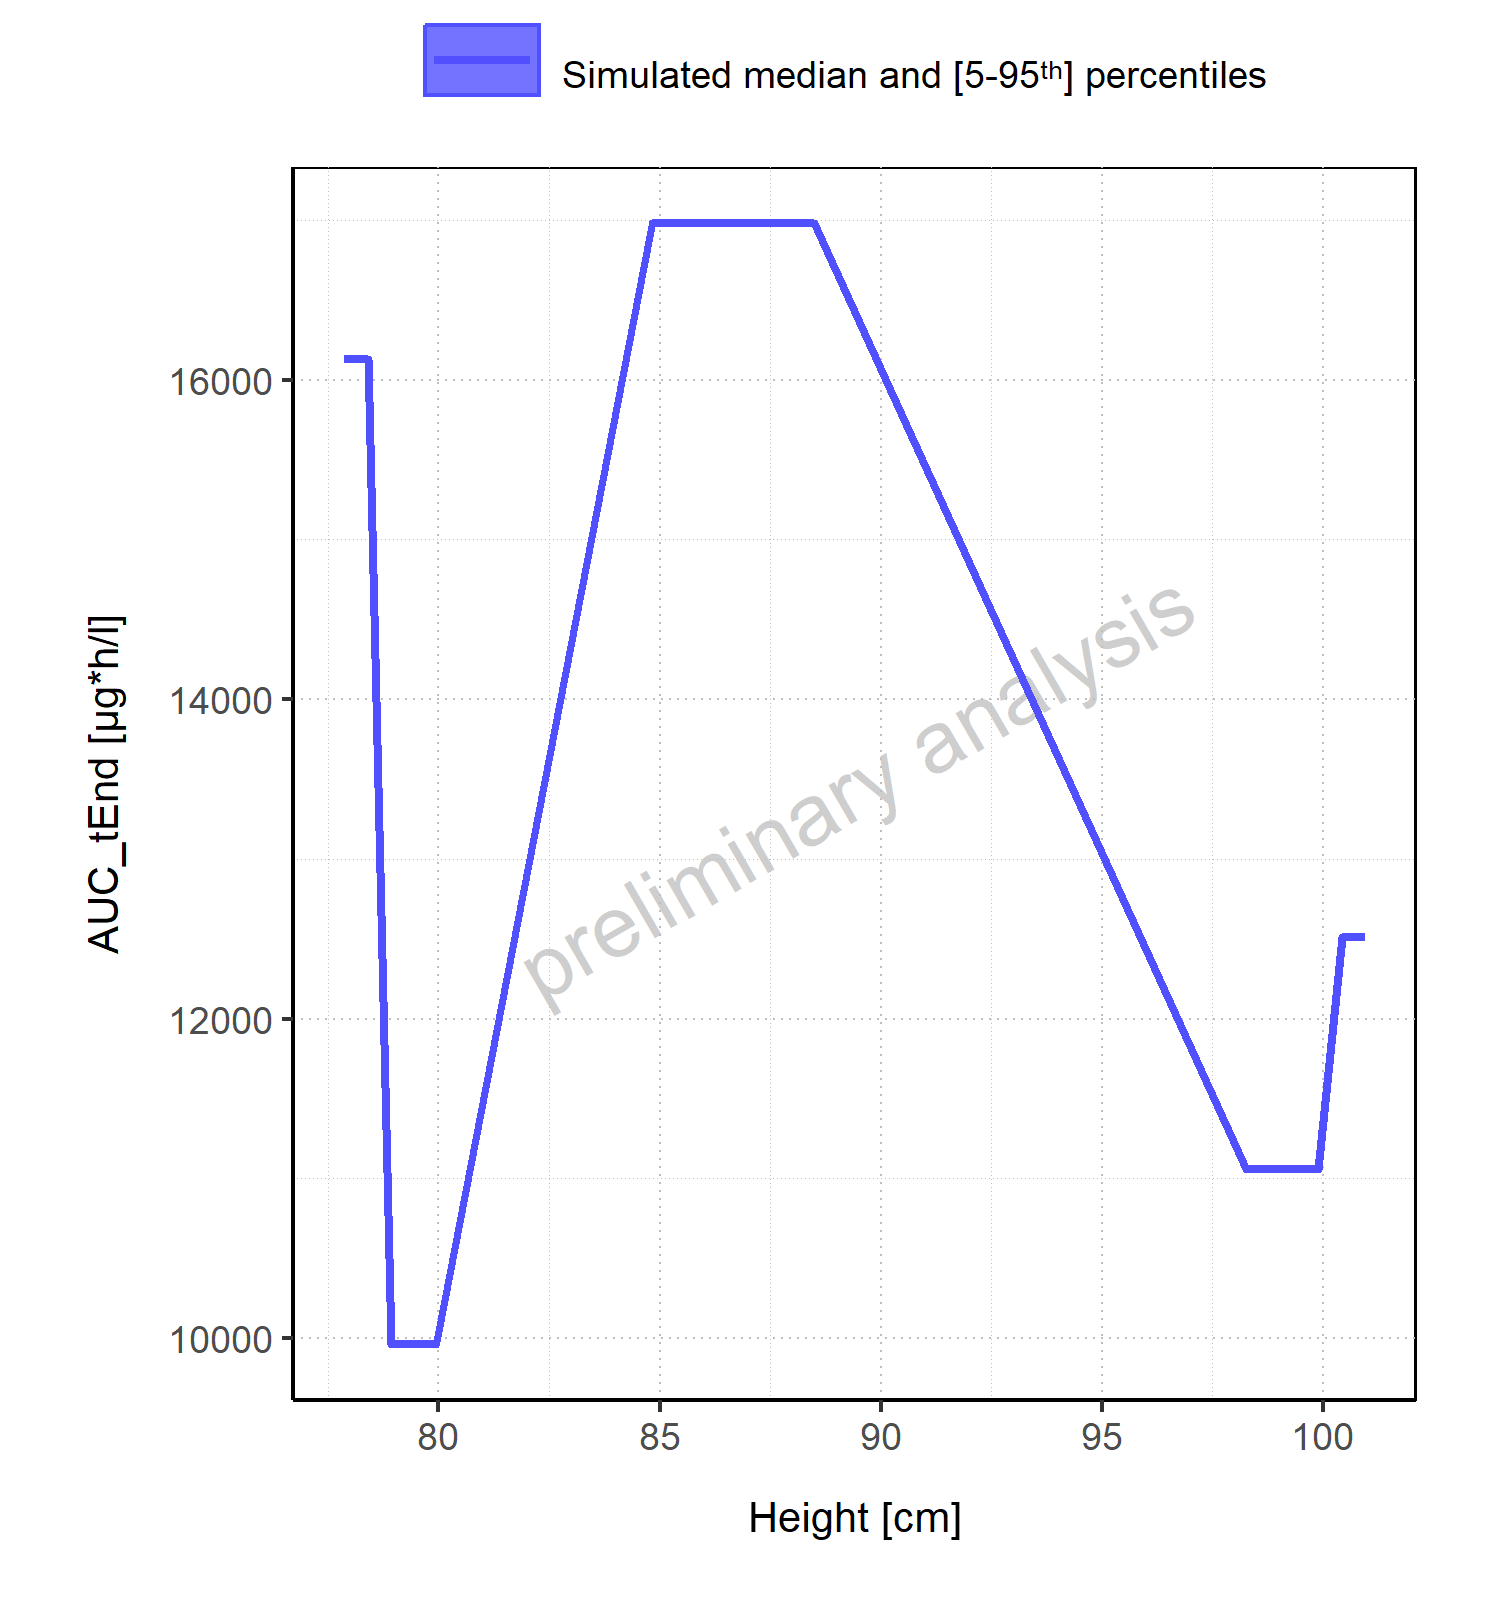 Simulated median and [5-95th] percentiles
16000
14000
12000
10000
AUC_tEnd [µg*h/l]
preliminary analysis
80 85 90 95 100
Height [cm]